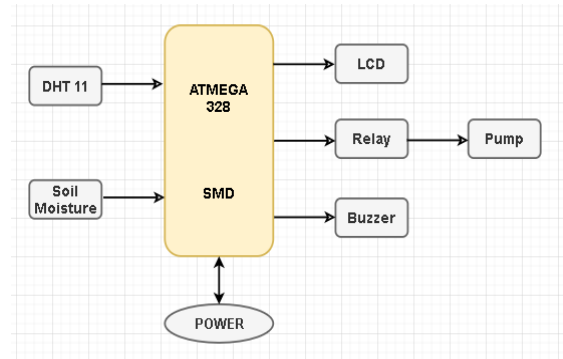 DHT 11
Soil
Moisture
ATMEGA
328
SMD
LCD
Relay
Pump
Buzzer
POWER